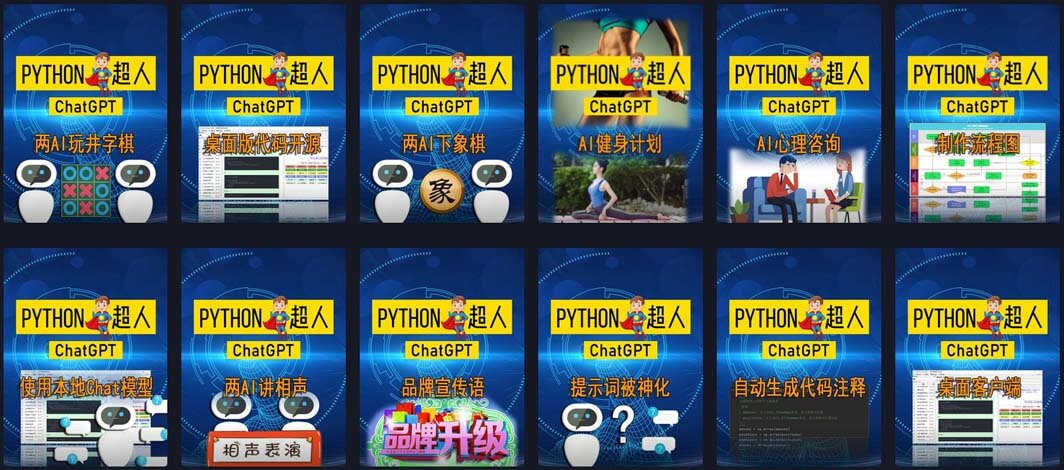 PYTHON超人
ChatGPT
两AI玩井字棋
PYTHON超人
ChatGPT
桌面版代码开源
PYTHON超人
ChatGPT
两AI下象棋
象
PYTHON超人
ChatGPT
AI健身计划
PYTHON超人
ChatGPT
AI心理咨询
PYTHON超人
ChatGPT
制作流程图
PYTHON超人
ChatGPT
使用本地Chat模型
PYTHON超人
ChatGPT
两AI讲相声
相声表演
PYTHON超人
ChatGPT
品牌宣传语
品牌升级
PYTHON超人
ChatGPT
提示词被神化
?
PYTHON超人
ChatGPT
自动生成代码注释
PYTHON超人
ChatGPT
桌面客户端